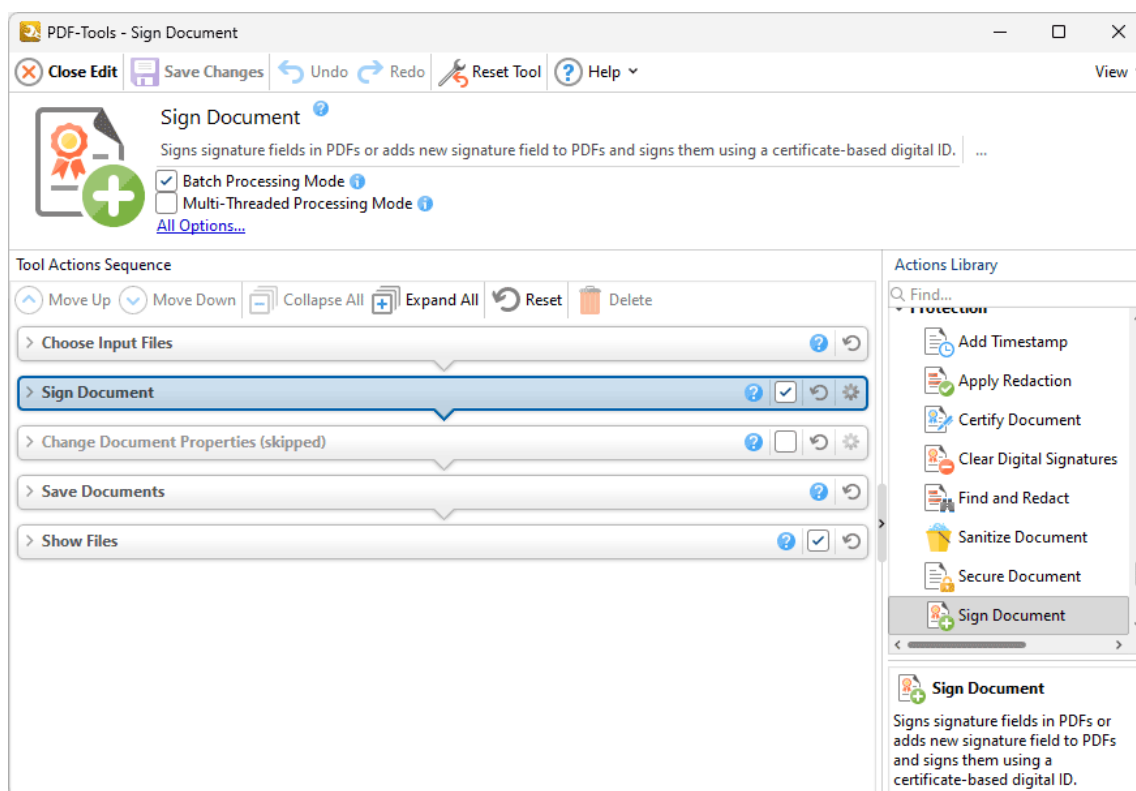 PDF-Tools - Sign Document
Close Edit Save Changes Undo Redo Reset Tool ? Help View
Sign Document ?
Signs signature fields in PDFs or adds new signature field to PDFs and signs them using a certificate-based digital ID. ...
Batch Processing Mode i
Multi-Threaded Processing Mode i
All Options...
Tool Actions Sequence
Move Up Move Down Collapse All Expand All Reset Delete
Choose Input Files ?
Sign Document ?
Change Document Properties (skipped) ?
Save Documents ?
Show Files ?
Actions Library
Find...
Protection
Add Timestamp
Apply Redaction
Certify Document
Clear Digital Signatures
Find and Redact
Sanitize Document
Secure Document
Sign Document
Sign Document
Signs signature fields in PDFs or
adds new signature field to PDFs
and signs them using a
certificate-based digital ID.